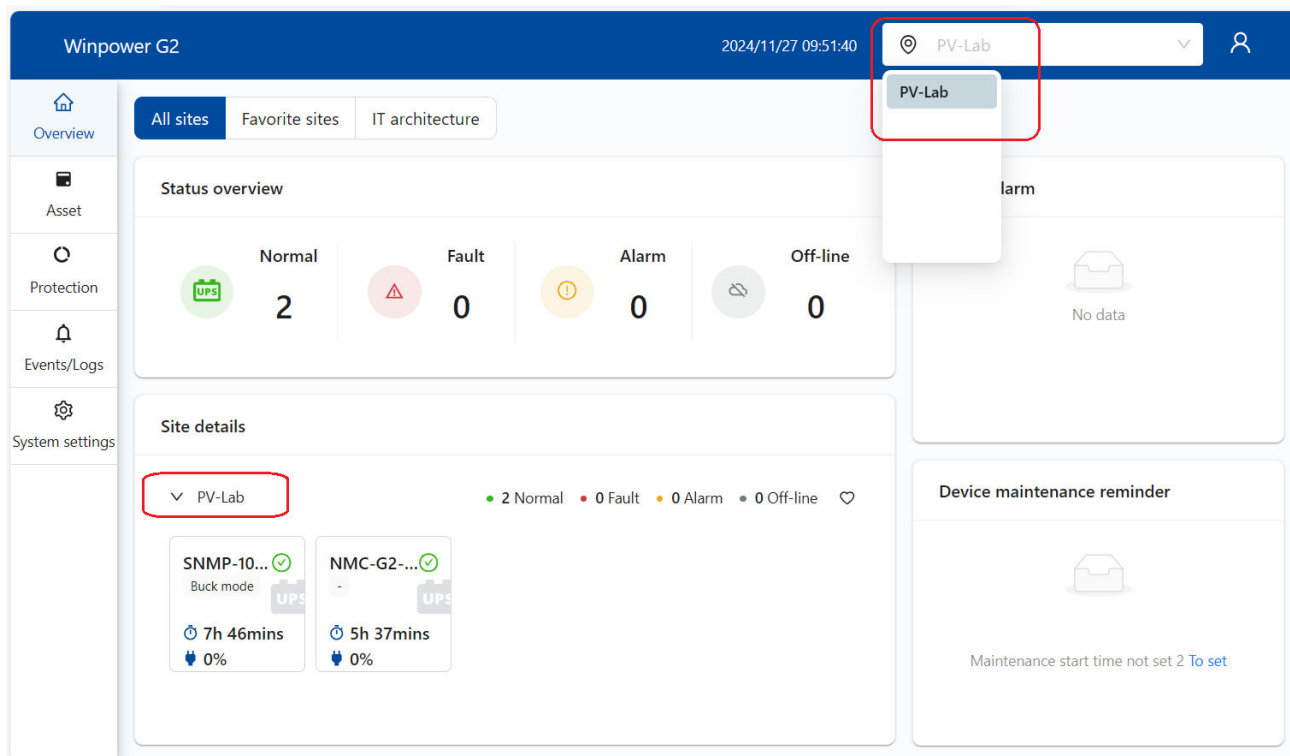 Winpower G2
2024/11/27 09:51:40
PV-Lab
PV-Lab
Overview
Asset
Protection
Events/Logs
System settings
All sites
Favorite sites
IT architecture
Status overview
Normal
2
Fault
0
Alarm
0
Off-line
0
UPS
larm
No data
Site details
PV-Lab
2 Normal
0 Fault
0 Alarm
0 Off-line
SNMP-10...
Buck mode
UPS
7h 46mins
0%
NMC-G2-...
-
UPS
5h 37mins
0%
Device maintenance reminder
Maintenance start time not set 2 To set